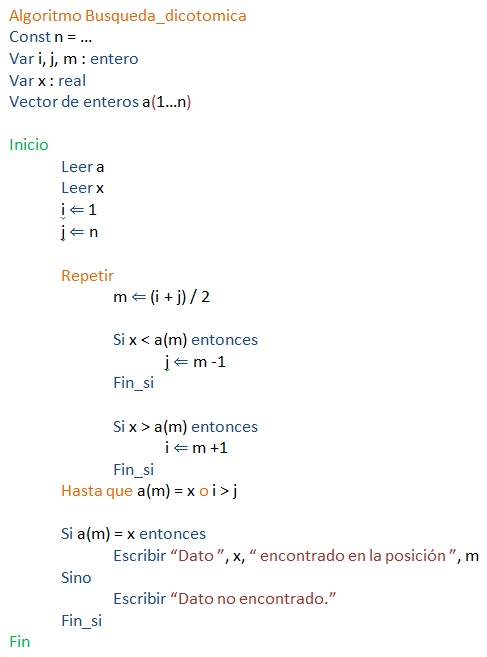 Algoritmo Busqueda_dicotomica
Const n = ...
Var i, j, m : entero
Var x : real
Vector de enteros a(1...n)
Inicio
Leer a
Leer x
i ⇐ 1
j ⇐ n
Repetir
m ⇐ (i + j) / 2
Si x < a(m) entonces
j ⇐ m -1
Fin_si
Si x > a(m) entonces
i ⇐ m +1
Fin_si
Hasta que a(m) = x o i > j
Si a(m) = x entonces
Escribir “Dato ”, x, “ encontrado en la posición ”, m
Sino
Escribir “Dato no encontrado.”
Fin_si
Fin